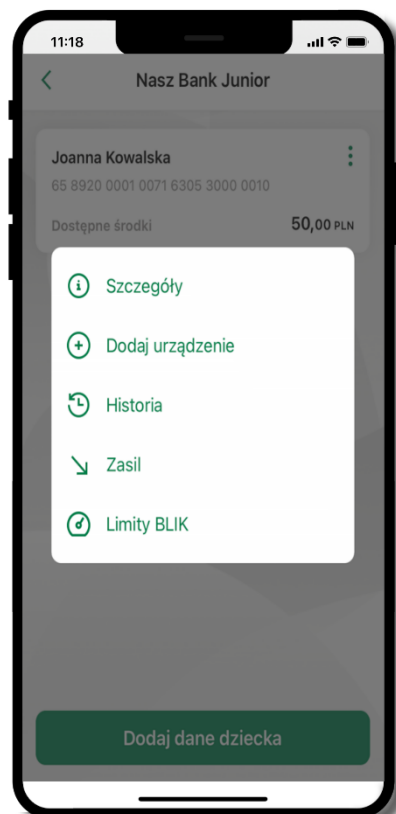 11:18
Nasz Bank Junior
Joanna Kowalska
65 8920 0001 0071 6305 3000 0010
Dostępne środki 50,00 PLN
Szczegóły
Dodaj urządzenie
Historia
Zasil
Limity BLIK
Dodaj dane dziecka